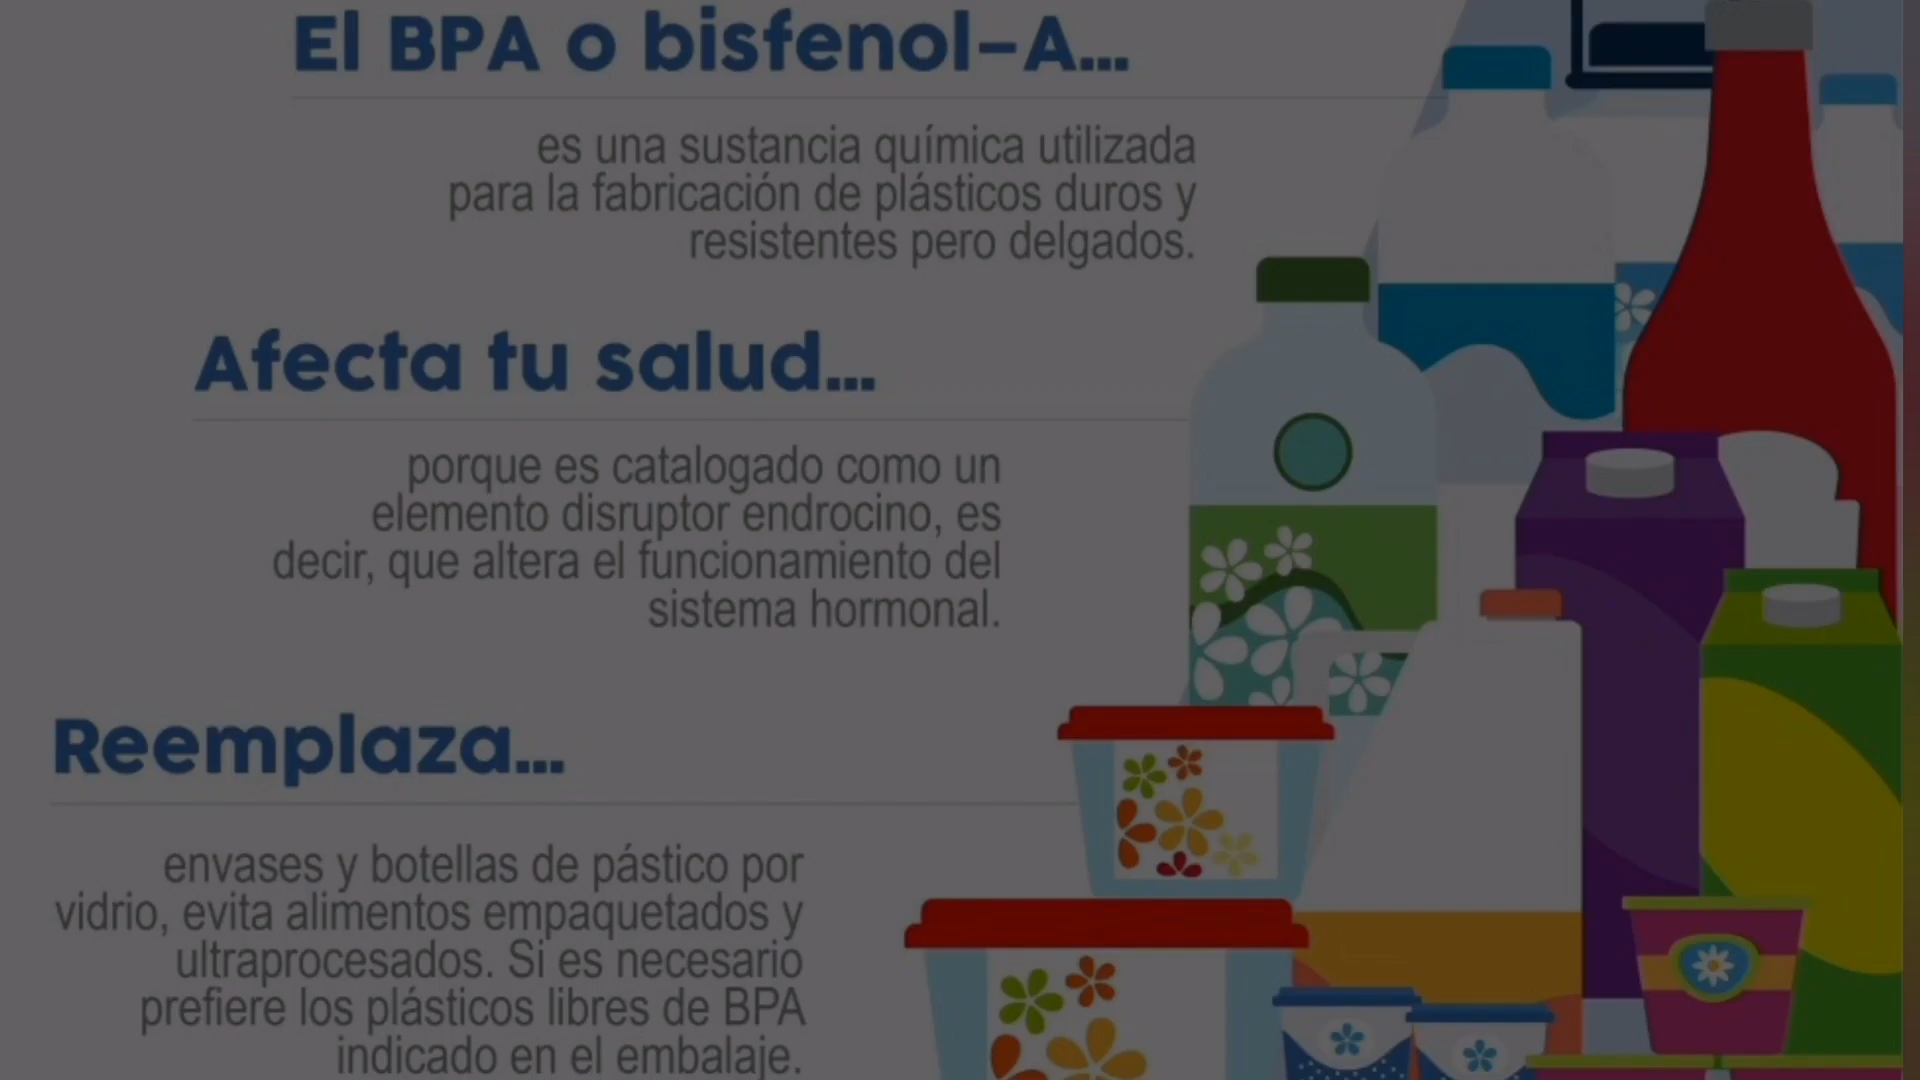 El BPA o bisfenol-A...
es una sustancia química utilizada
para la fabricación de plásticos duros y
resistentes pero delgados.
Afecta tu salud...
porque es catalogado como un
elemento disruptor endrocino, es
decir, que altera el funcionamiento del
sistema hormonal.
Reemplaza...
envases y botellas de pástico por
vidrio, evita alimentos empaquetados y
ultraprocesados. Si es necesario
prefiere los plásticos libres de BPA
indicado en el embalaje.